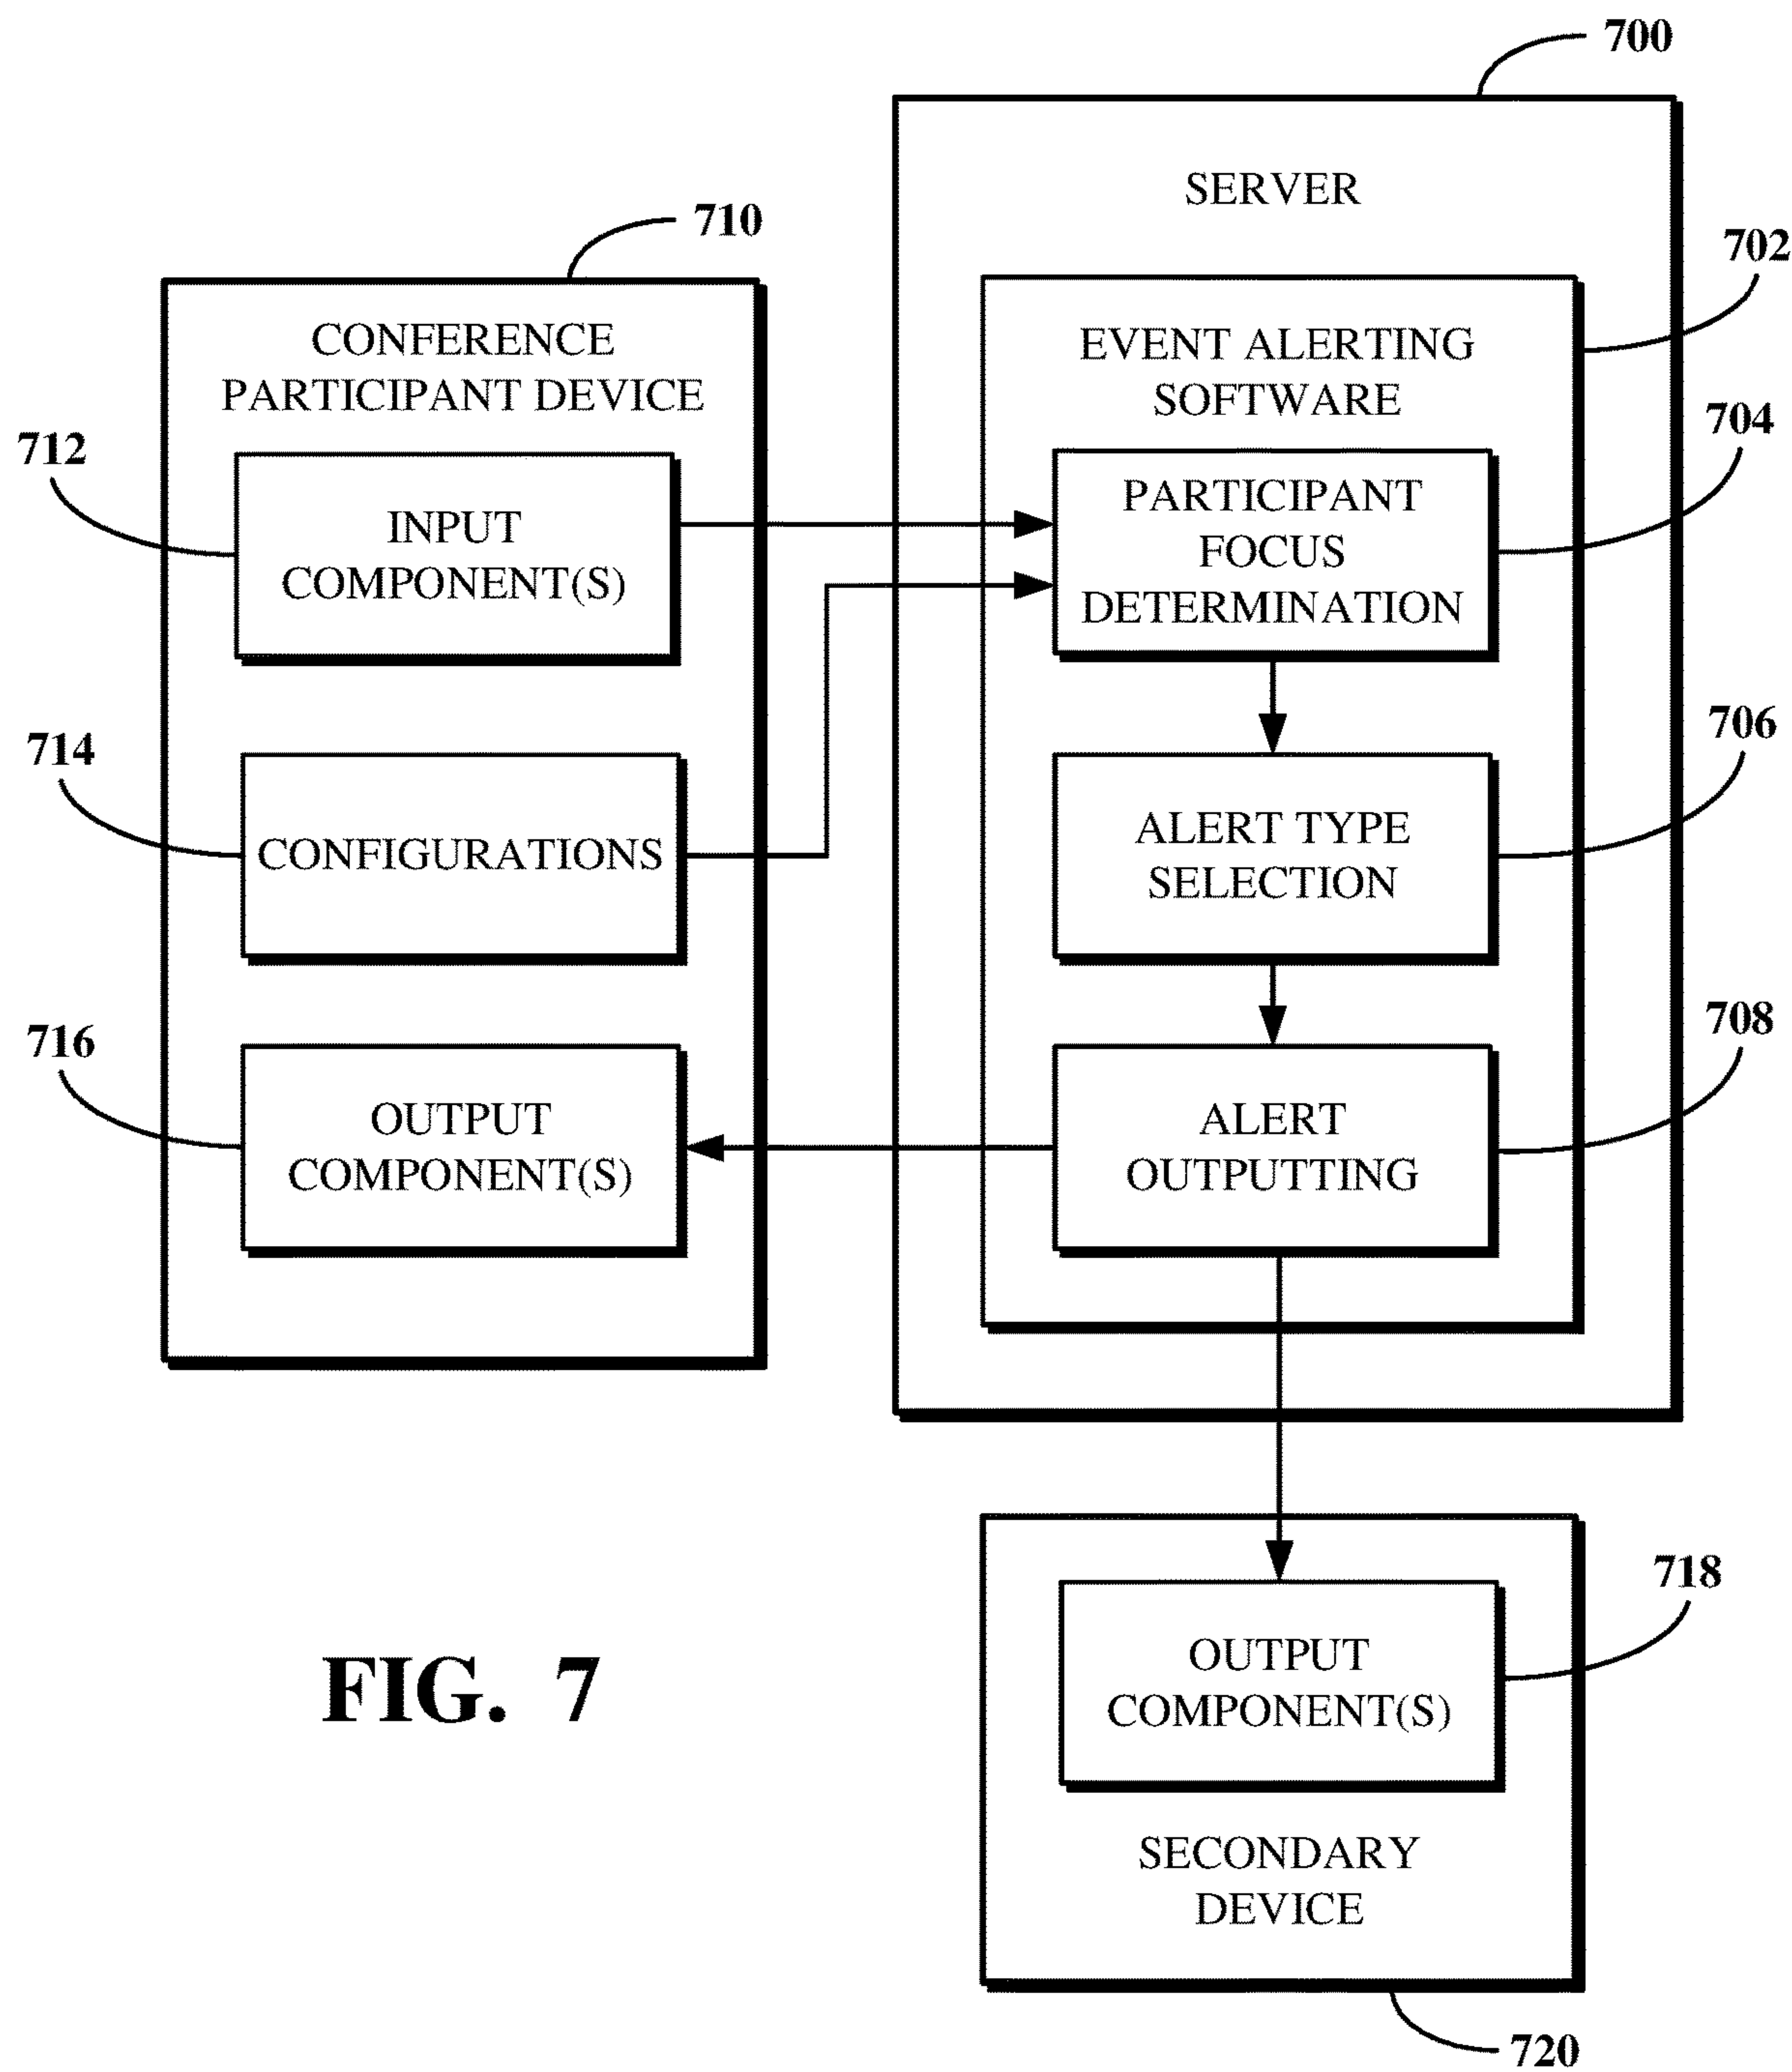 700
SERVER
710
702
CONFERENCE
PARTICIPANT DEVICE
EVENT ALERTING
SOFTWARE
712
704
INPUT
COMPONENT(S)
PARTICIPANT
FOCUS
DETERMINATION
714
706
CONFIGURATIONS
ALERT TYPE
SELECTION
716
708
OUTPUT
COMPONENT(S)
ALERT
OUTPUTTING
718
OUTPUT
COMPONENT(S)
FIG. 7
SECONDARY
DEVICE
720